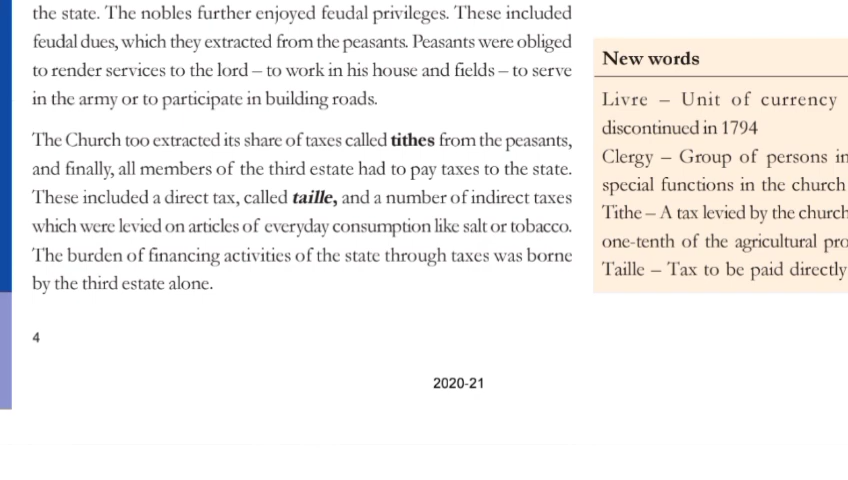 the state. The nobles further enjoyed feudal privileges. These included
feudal dues, which they extracted from the peasants. Peasants were obliged
to render services to the lord – to work in his house and fields – to serve
in the army or to participate in building roads.
The Church too extracted its share of taxes called tithes from the peasants,
and finally, all members of the third estate had to pay taxes to the state.
These included a direct tax, called taille, and a number of indirect taxes
which were levied on articles of everyday consumption like salt or tobacco.
The burden of financing activities of the state through taxes was borne
by the third estate alone.
4
2020-21
New words
Livre – Unit of currency
discontinued in 1794
Clergy – Group of persons in
special functions in the church
Tithe – A tax levied by the church
one-tenth of the agricultural
Taille – Tax to be paid directly